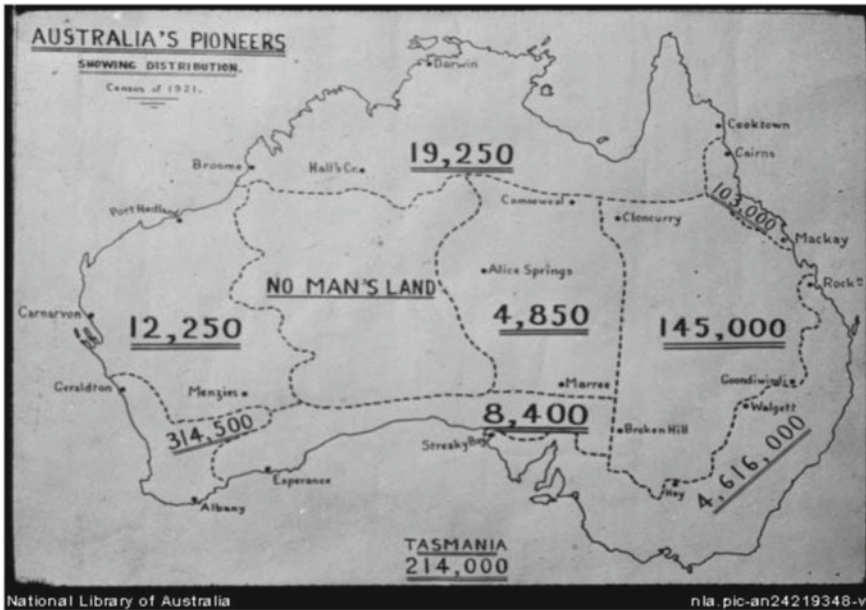 AUSTRALIA'S PIONEERS
SHOWING DISTRIBUTION.
Census of 1921.
Darwin
Cooktown
Cairns
Broome
Hall's Cr.
19,250
103,000
Port Hedland
Camooweal
Cloncurry
Mackay
Alice Springs
NO MAN'S LAND
Rock'n
Carnarvon
12,250
4,850
145,000
Geraldton
Menzies
Marree
Goondiwindi
Walgett
314,500
8,400
Streaky Bay
Broken Hill
4,616,000
Esperance
Hay
Albany
TASMANIA
214,000
National Library of Australia
nla.pic-an24219348-v